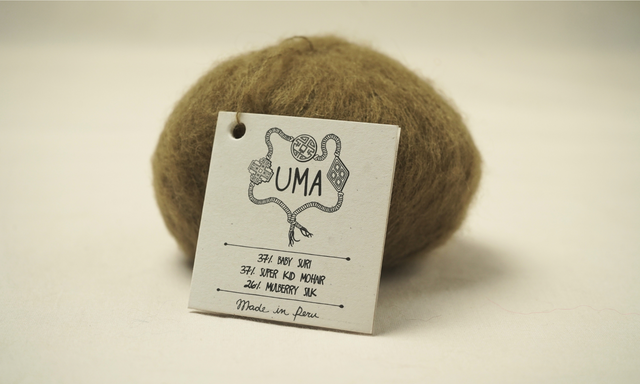 UMA
37% BABY SURI
37% SUPER KID MOHAIR
26% MULBERRY SILK
Made in Peru